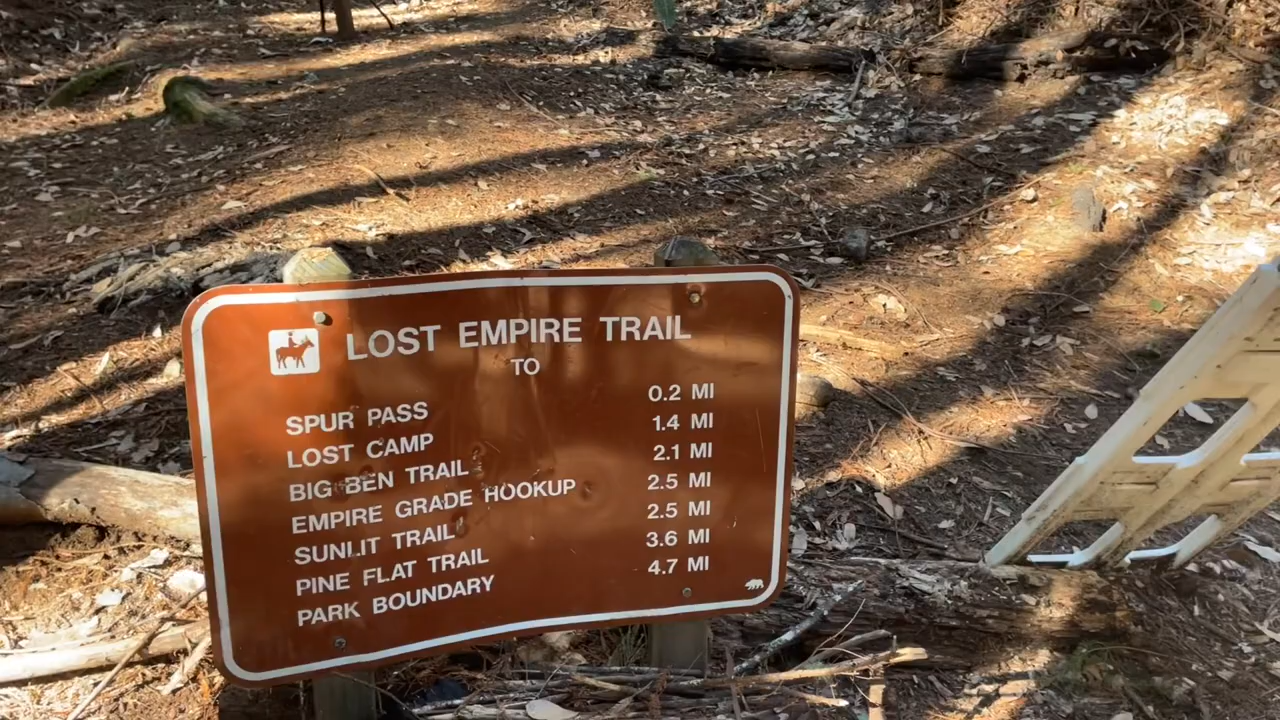 LOST EMPIRE TRAIL
TO
SPUR PASS 0.2 MI
LOST CAMP 1.4 MI
BIG BEN TRAIL 2.1 MI
EMPIRE GRADE HOOKUP 2.5 MI
SUNLIT TRAIL 2.5 MI
PINE FLAT TRAIL 3.6 MI
PARK BOUNDARY 4.7 MI